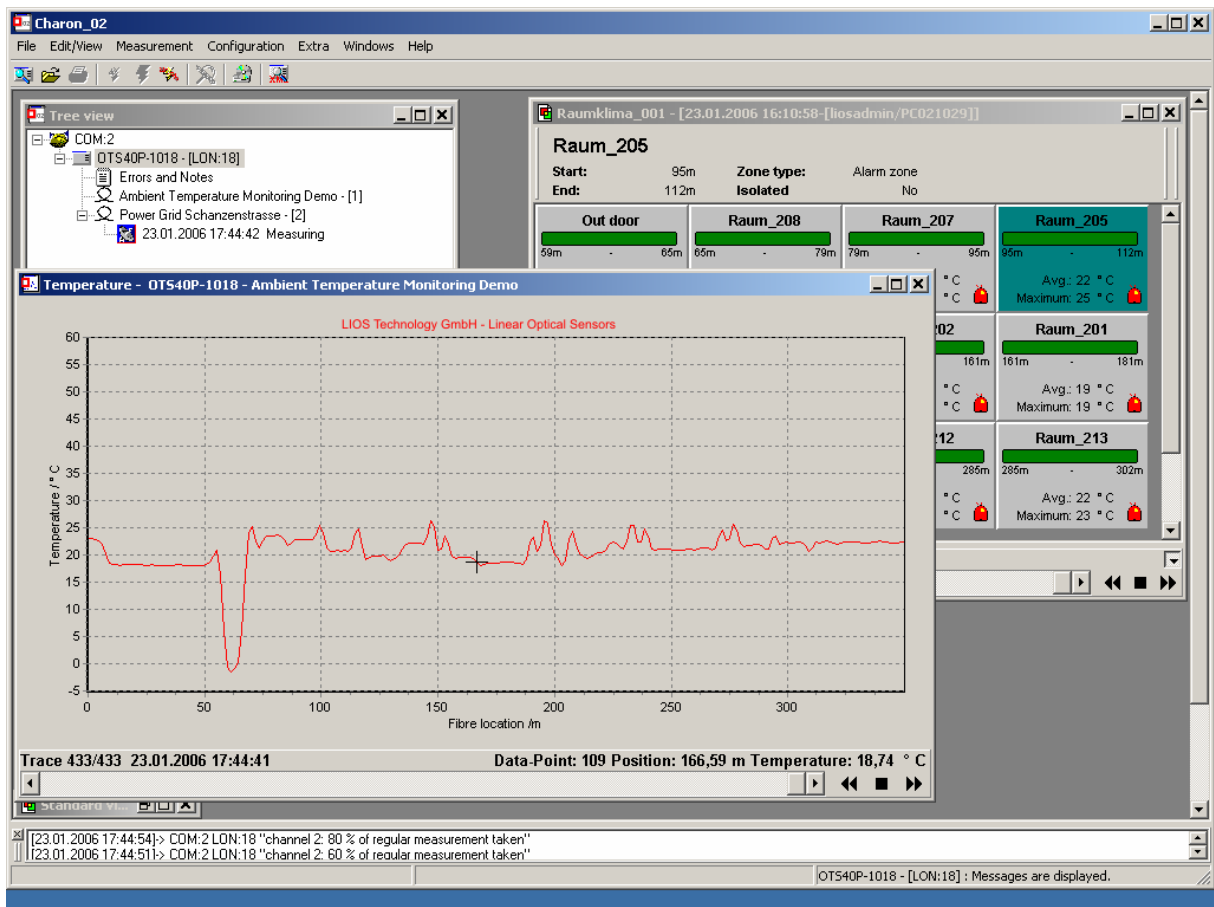 Charon_02
File Edit/View Measurement Configuration Extra Windows Help
Tree view
COM:2
OTS40P-1018 - [LON:18]
Errors and Notes
Ambient Temperature Monitoring Demo - [1]
Power Grid Schanzenstrasse - [2]
23.01.2006 17:44:42 Measuring
Raumklima_001 - [23.01.2006 16:10:58-[liosadmin/PC021029]]
Raum_205
Start: 95m Zone type: Alarm zone
End: 112m Isolated No
Out door Raum_208 Raum_207 Raum_205
59m - 65m 65m - 79m 79m - 95m 95m - 112m
° C Avg.: 22 ° C
° C Maximum: 25 ° C
02 Raum_201
161m 161m - 181m
° C Avg.: 19 ° C
° C Maximum: 19 ° C
12 Raum_213
285m 285m - 302m
° C Avg.: 22 ° C
° C Maximum: 23 ° C
Temperature - OTS40P-1018 - Ambient Temperature Monitoring Demo
LIOS Technology GmbH - Linear Optical Sensors
60
55
50
45
40
35
30
25
20
15
10
5
0
-5
Temperature / ° C
0 50 100 150 200 250 300
Fibre location /m
Trace 433/433 23.01.2006 17:44:41 Data-Point: 109 Position: 166,59 m Temperature: 18,74 ° C
Standard vi...
[23.01.2006 17:44:54]-> COM:2 LON:18 "channel 2: 80 % of regular measurement taken"
[23.01.2006 17:44:51]-> COM:2 LON:18 "channel 2: 60 % of regular measurement taken"
OTS40P-1018 - [LON:18] : Messages are displayed.